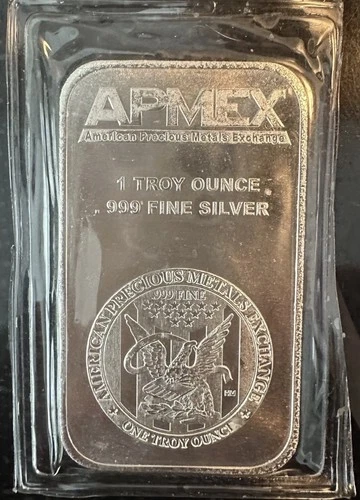 APMEX
American Precious Metals Exchange
1 TROY OUNCE
.999 FINE SILVER
AMERICAN PRECIOUS METALS EXCHANGE
.999 FINE
HM
ONE TROY OUNCE